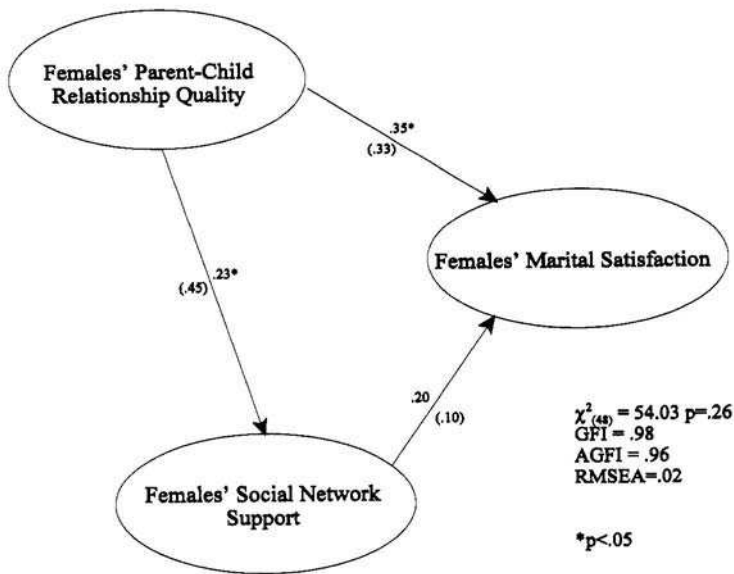 Females' Parent-Child
Relationship Quality
.35*
(.33)
Females' Marital Satisfaction
.23*
(.45)
.20
(.10)
Females' Social Network
Support
χ²(48) = 54.03 p=.26
GFI = .98
AGFI = .96
RMSEA=.02
*p<.05